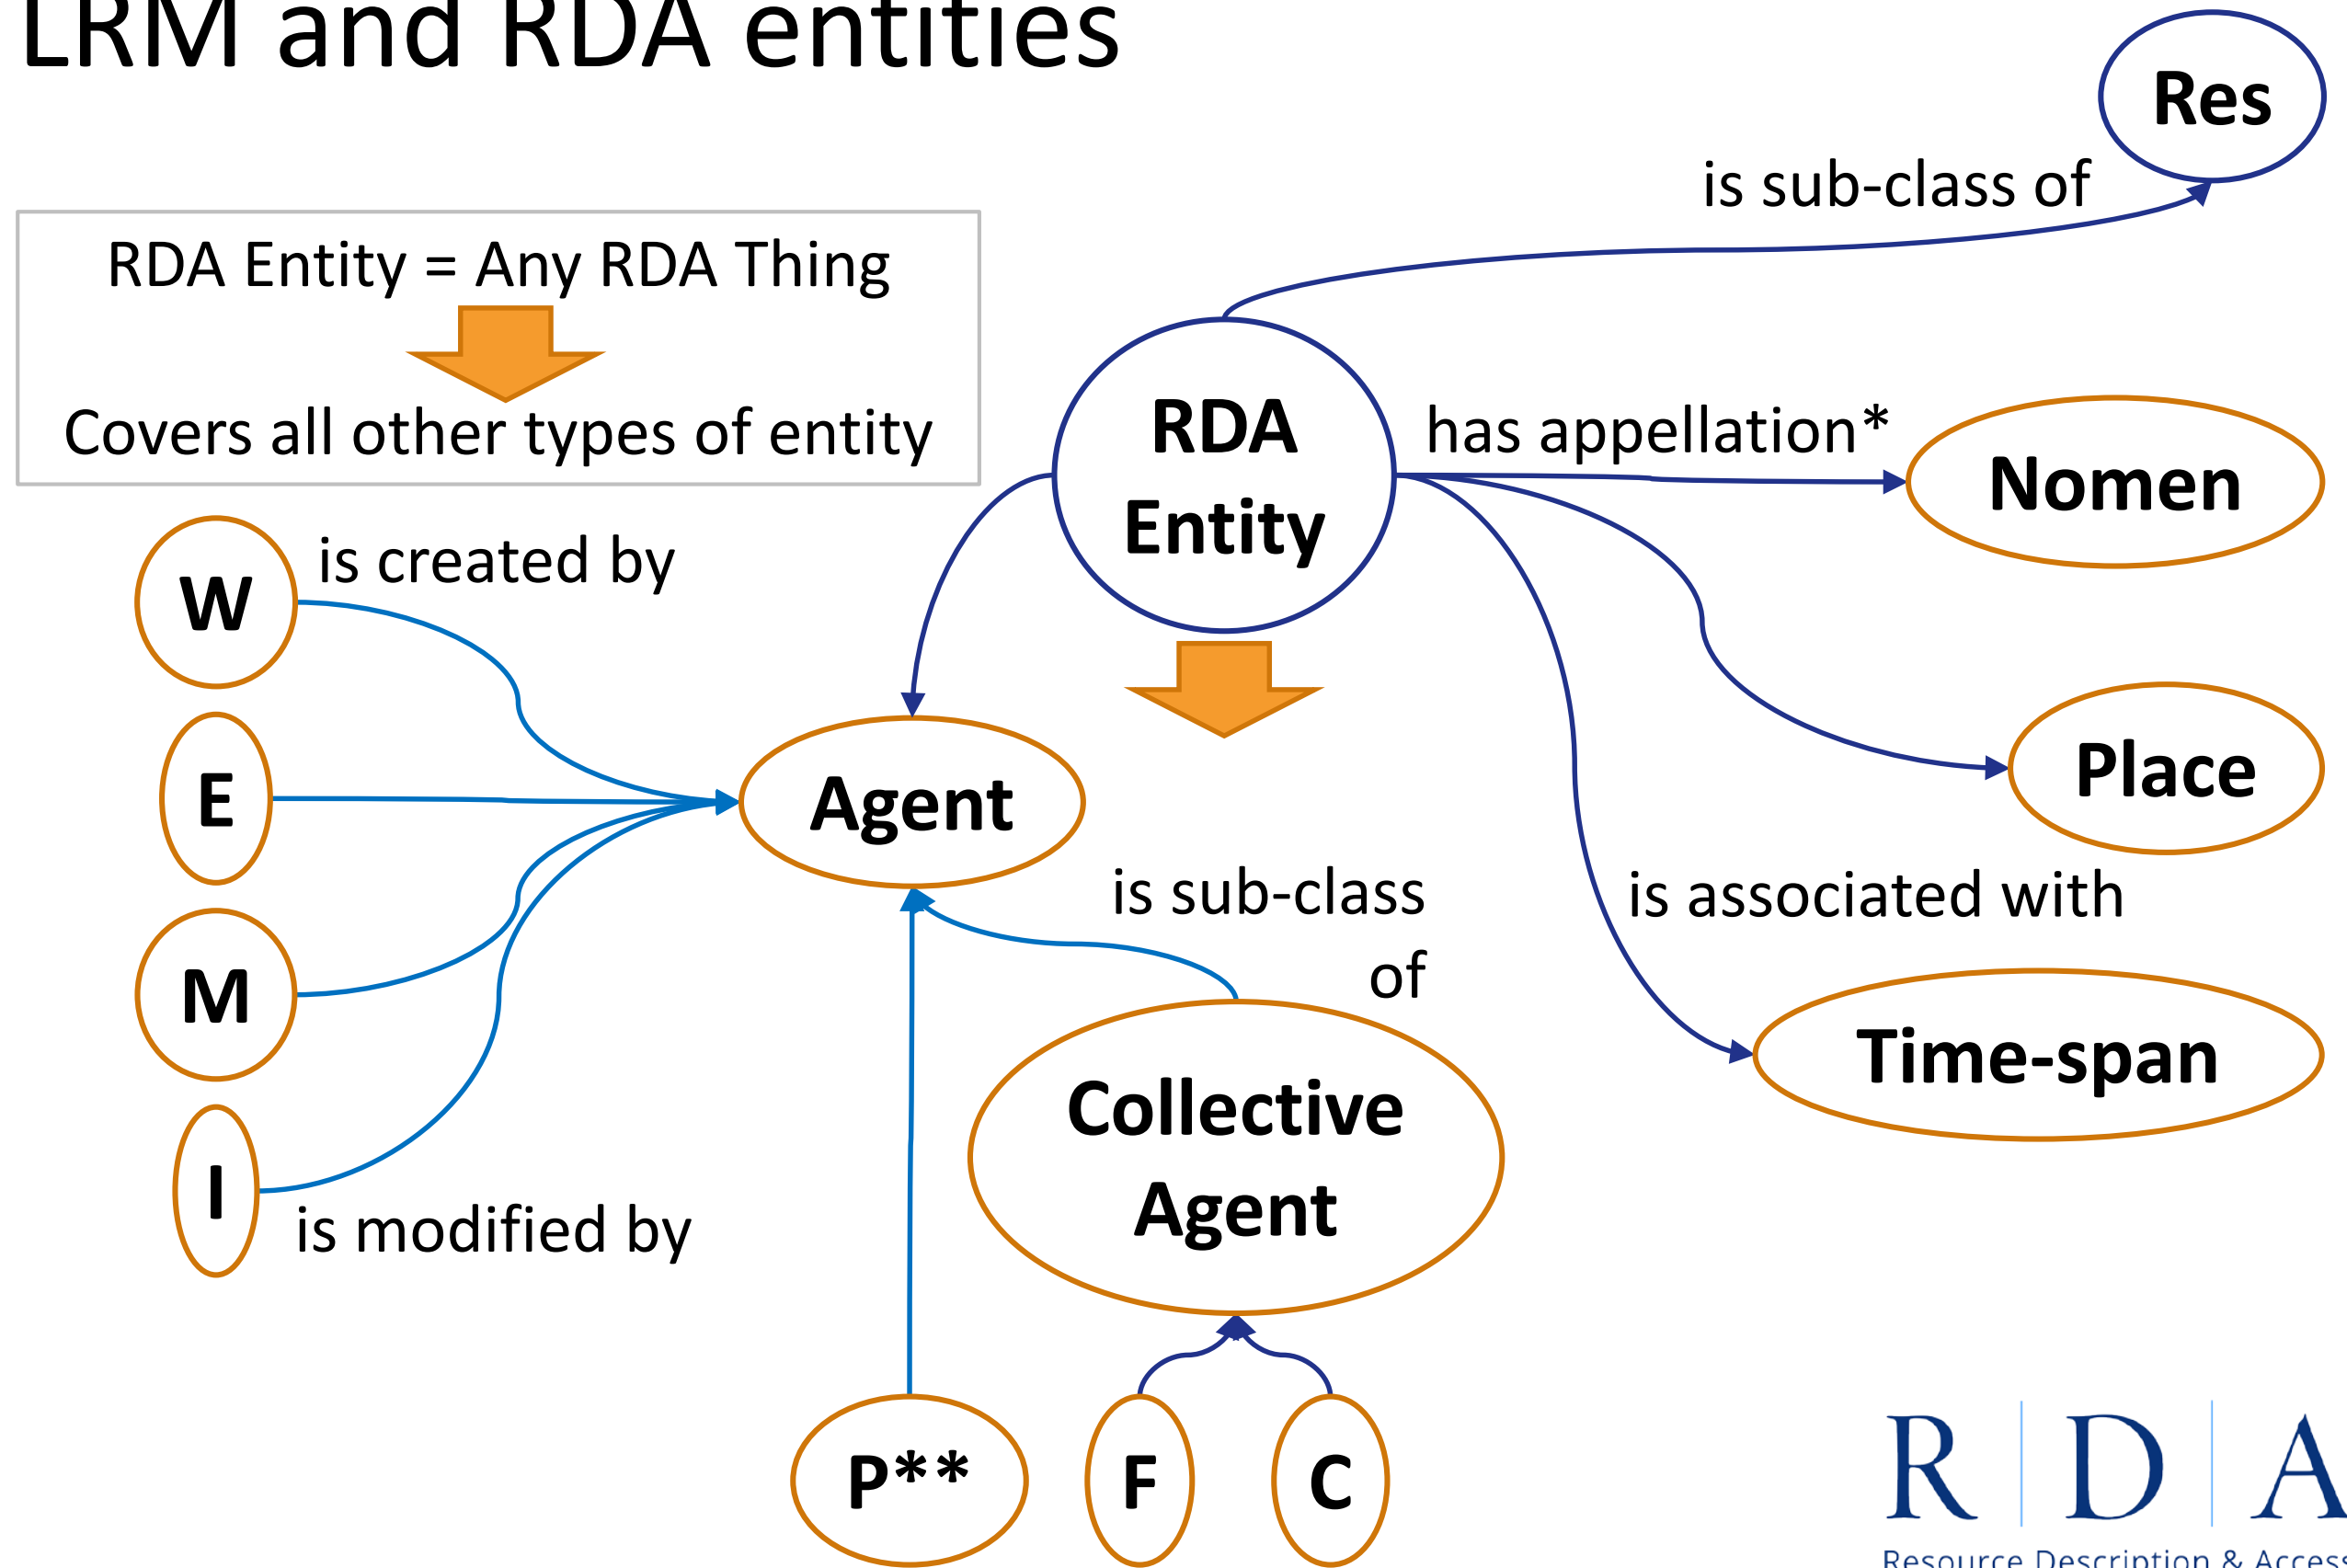 LRM and RDA entities
Res
is sub-class of
RDA Entity = Any RDA Thing
Covers all other types of entity
RDA
Entity
has appellation*
Nomen
W
is created by
E
Agent
Place
is sub-class
of
is associated with
M
Time-span
Collective
Agent
I
is modified by
P**
F
C
R D A
Resource Description & Access